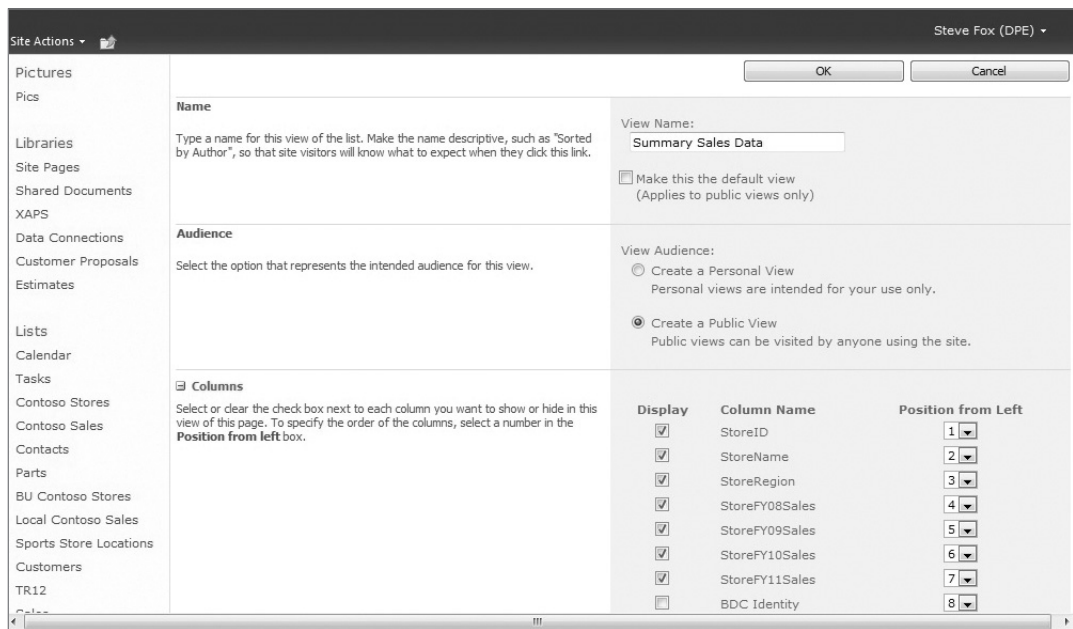 Steve Fox (DPE)
Site Actions
Pictures
Pics
Libraries
Site Pages
Shared Documents
XAPS
Data Connections
Customer Proposals
Estimates
Lists
Calendar
Tasks
Contoso Stores
Contoso Sales
Contacts
Parts
BU Contoso Stores
Local Contoso Sales
Sports Store Locations
Customers
TR12
OK
Cancel
Name
Type a name for this view of the list. Make the name descriptive, such as "Sorted
by Author", so that site visitors will know what to expect when they click this link.
View Name:
Summary Sales Data
Make this the default view
(Applies to public views only)
Audience
Select the option that represents the intended audience for this view.
View Audience:
Create a Personal View
Personal views are intended for your use only.
Create a Public View
Public views can be visited by anyone using the site.
Columns
Select or clear the check box next to each column you want to show or hide in this
view of this page. To specify the order of the columns, select a number in the
Position from left box.
Display Column Name Position from Left
StoreID 1
StoreName 2
StoreRegion 3
StoreFY08Sales 4
StoreFY09Sales 5
StoreFY10Sales 6
StoreFY11Sales 7
BDC Identity 8